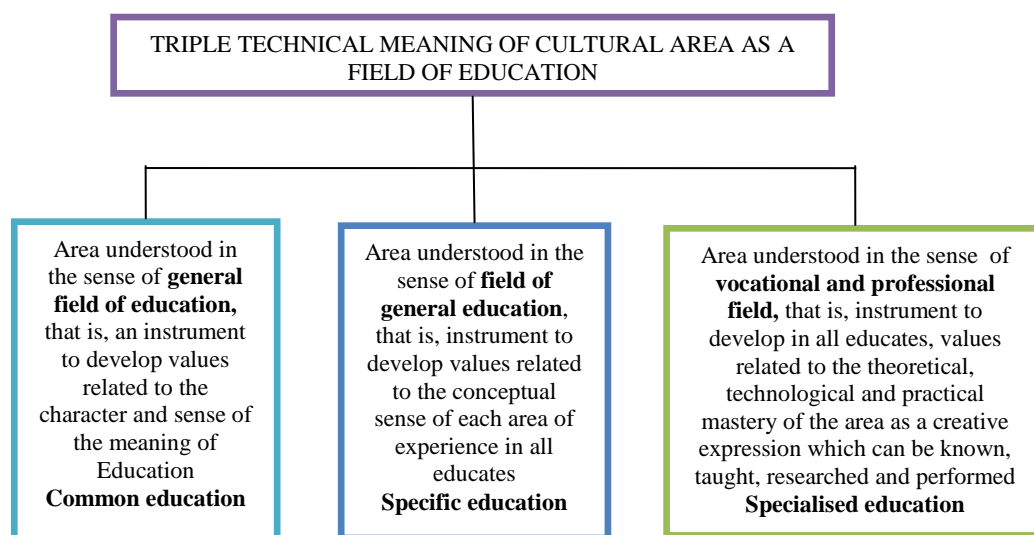 TRIPLE TECHNICAL MEANING OF CULTURAL AREA AS A
FIELD OF EDUCATION
Area understood in
the sense of general
field of education,
that is, an instrument
to develop values
related to the
character and sense of
the meaning of
Education
Common education
Area understood in the
sense of field of
general education,
that is, instrument to
develop values related
to the conceptual
sense of each area of
experience in all
educates
Specific education
Area understood in the sense of
vocational and professional
field, that is, instrument to
develop in all educates, values
related to the theoretical,
technological and practical
mastery of the area as a creative
expression which can be known,
taught, researched and performed
Specialised education